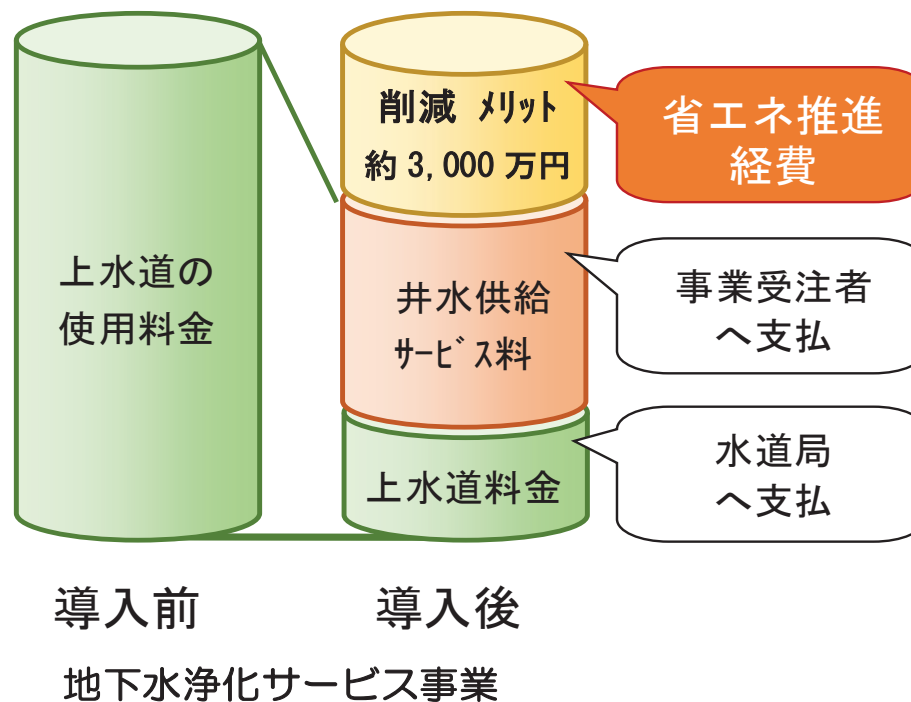 削減 ﾒﾘｯﾄ
約 3,000 万円
省エネ推進
経費
上水道の
使用料金
井水供給
ｻｰﾋﾞｽ料
事業受注者
へ支払
上水道料金
水道局
へ支払
導入前
導入後
地下水浄化サービス事業